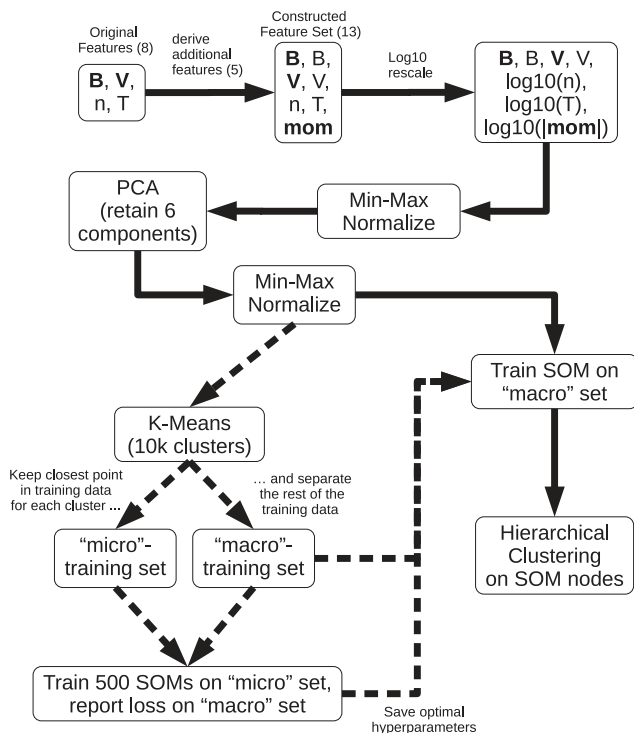 Original
Features (8)
B, V,
n, T
derive
additional
features (5)
Constructed
Feature Set (13)
B, B,
V, V,
n, T,
mom
Log10
rescale
B, B, V, V,
log10(n),
log10(T),
log10(|mom|)
Min-Max
Normalize
PCA
(retain 6
components)
Min-Max
Normalize
Train SOM on
“macro” set
K-Means
(10k clusters)
Keep closest point
in training data
for each cluster ...
… and separate
the rest of the
training data
“micro”-
training set
“macro”-
training set
Hierarchical
Clustering
on SOM nodes
Train 500 SOMs on “micro” set,
report loss on “macro” set
Save optimal
hyperparameters